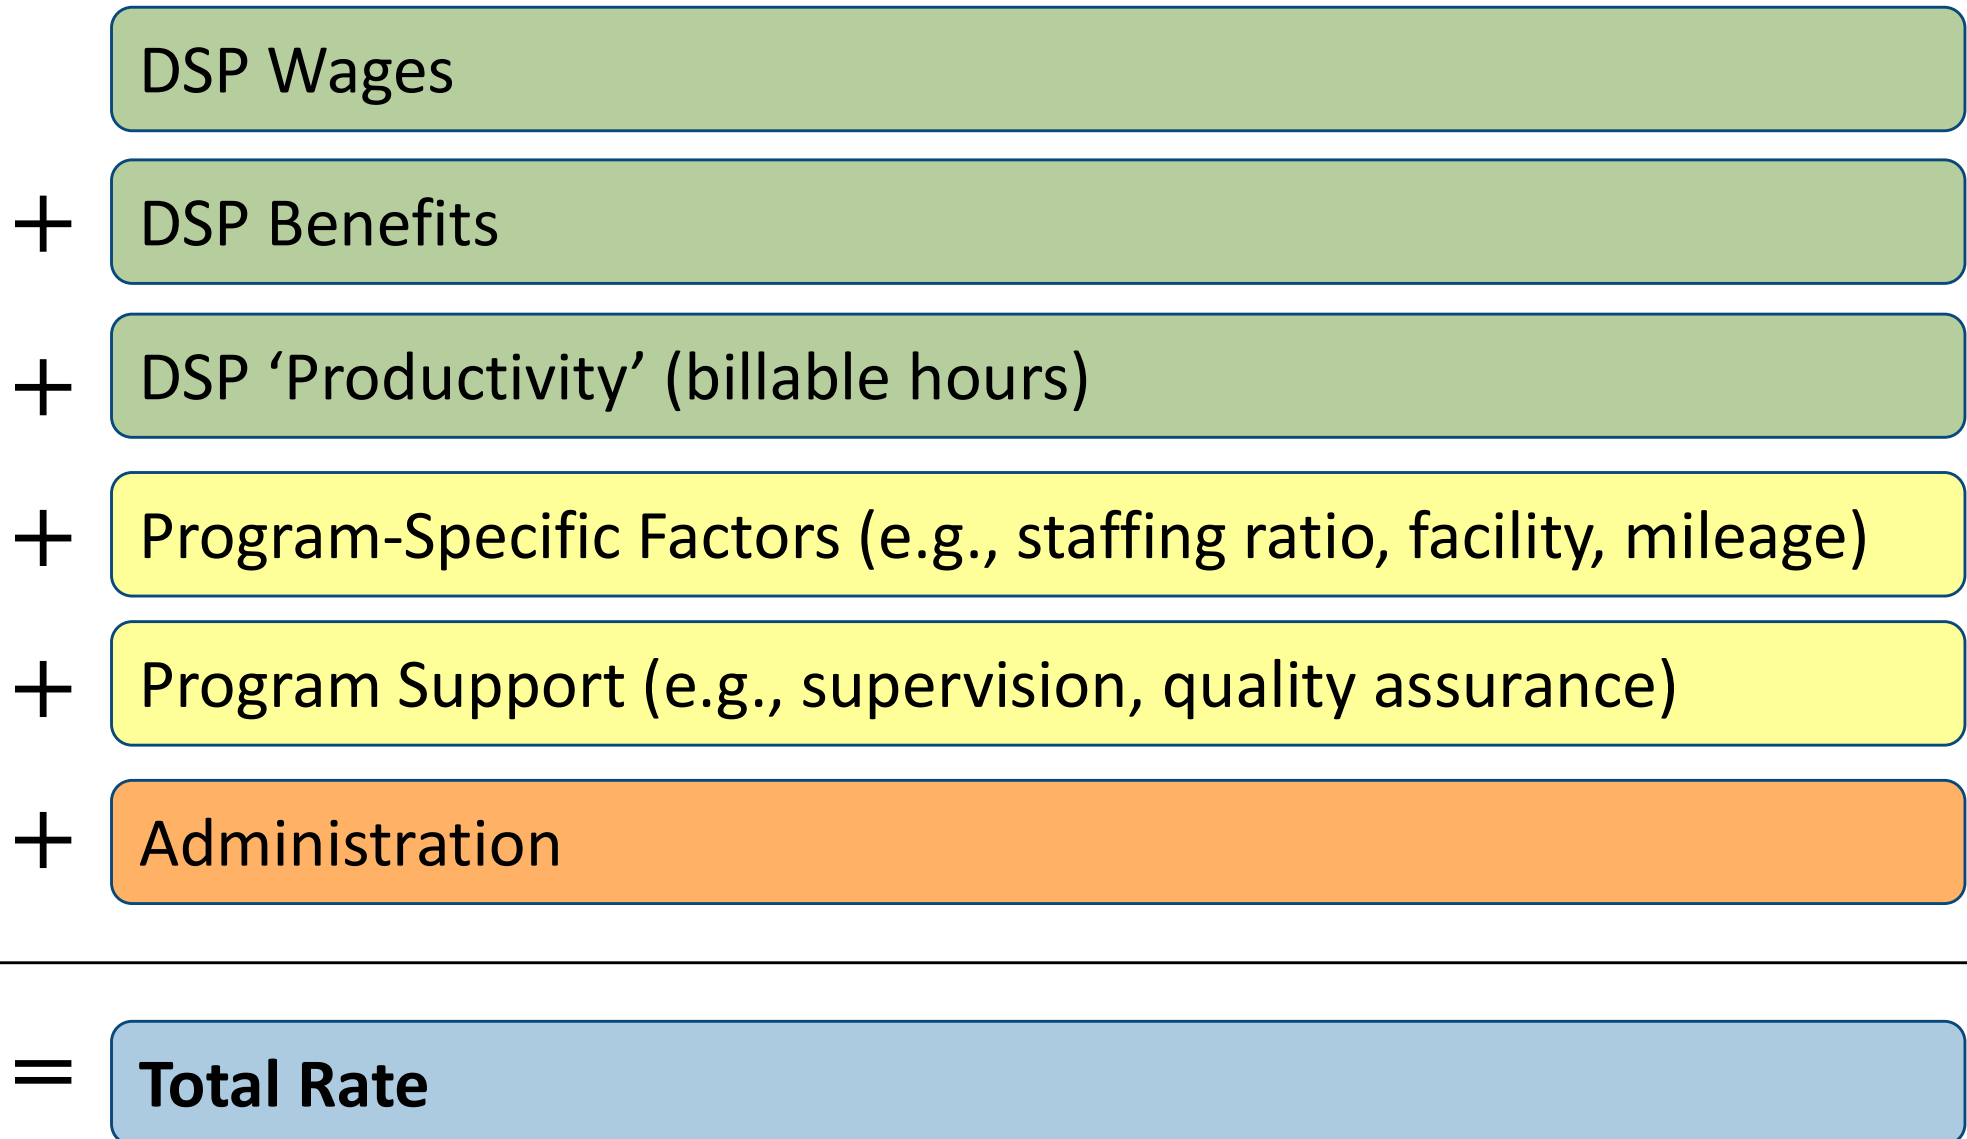 DSP Wages
+ DSP Benefits
+ DSP ‘Productivity’ (billable hours)
+ Program-Specific Factors (e.g., staffing ratio, facility, mileage)
+ Program Support (e.g., supervision, quality assurance)
+ Administration
= Total Rate